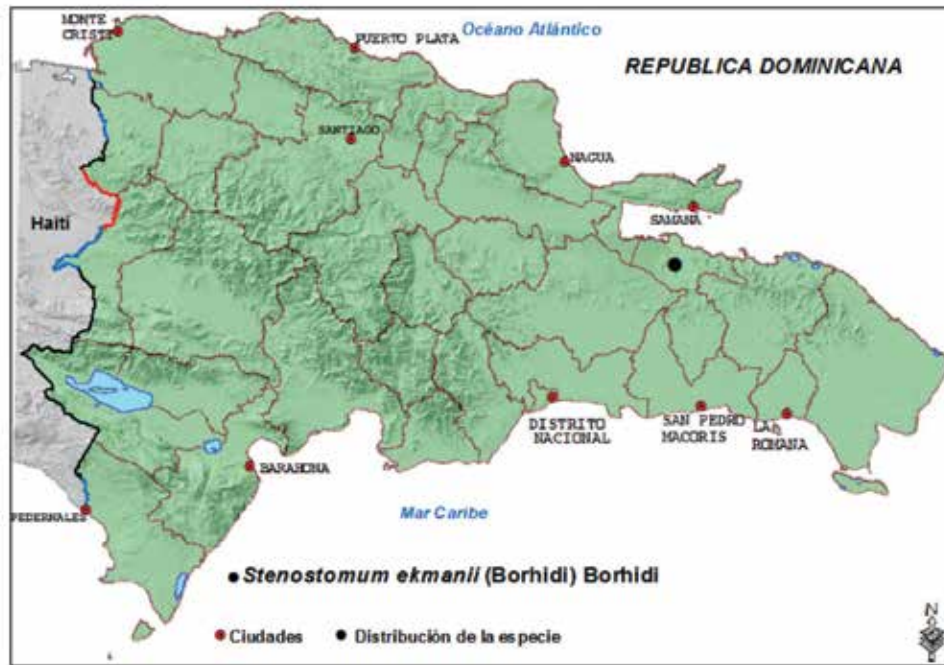 MONTE
CRISTI
PUERTO PLATA
Océano Atlántico
REPUBLICA DOMINICANA
SANTIAGO
NAGUA
SAMANA
Haití
DISTRITO
NACIONAL
SAN PEDRO
MACORIS
LA
ROMANA
BARAHONA
PEDERNALES
Mar Caribe
Stenostomum ekmanii (Borhidi) Borhidi
Ciudades
Distribución de la especie
N